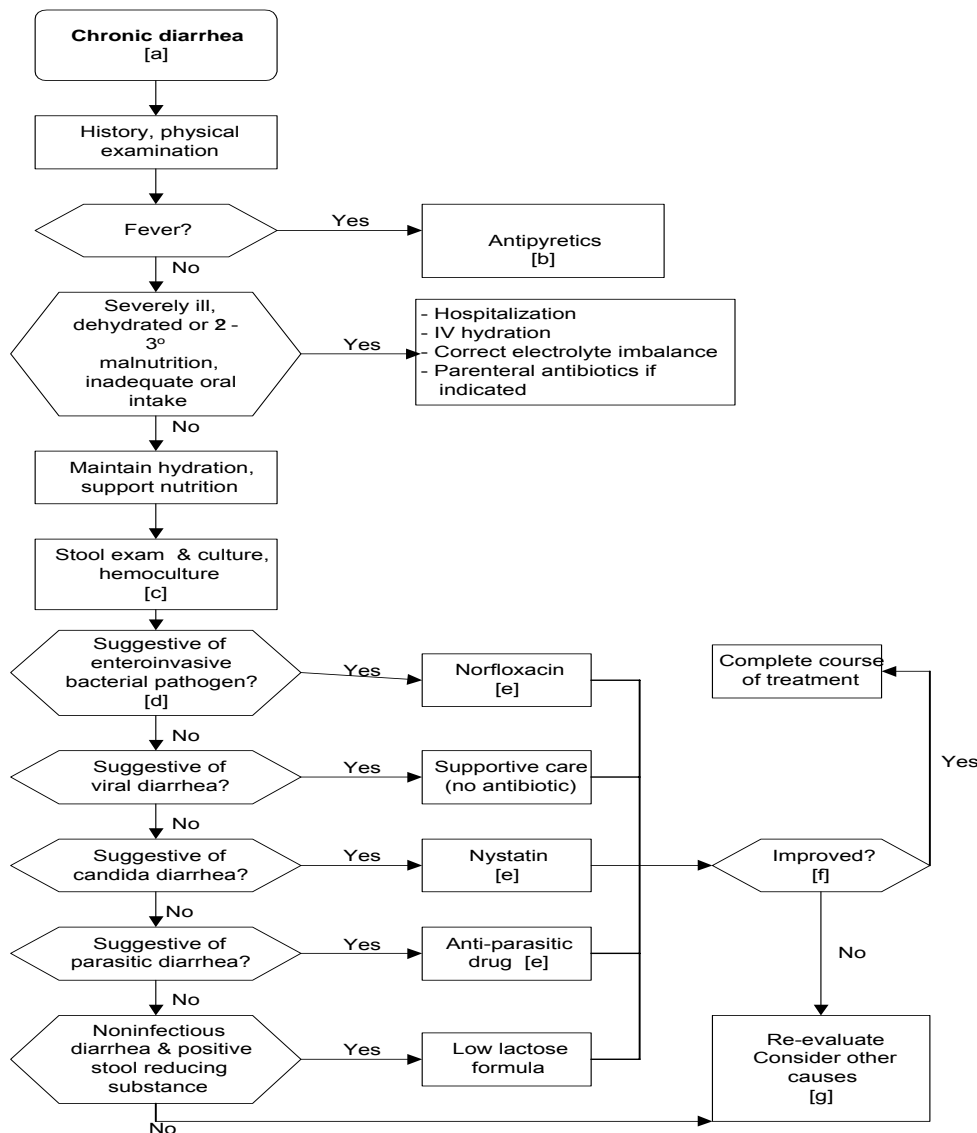 Chronic diarrhea
[a]
History, physical
examination
Fever?
Yes
Antipyretics
[b]
No
Severely ill,
dehydrated or 2 -
3o
malnutrition,
inadequate oral
intake
Yes
- Hospitalization
- IV hydration
- Correct electrolyte imbalance
- Parenteral antibiotics if
indicated
No
Maintain hydration,
support nutrition
Stool exam & culture,
hemoculture
[c]
Suggestive of
enteroinvasive
bacterial pathogen?
[d]
Yes
Norfloxacin
[e]
Complete course
of treatment
No
Suggestive of
viral diarrhea?
Yes
Supportive care
(no antibiotic)
Yes
No
Suggestive of
candida diarrhea?
Yes
Nystatin
[e]
Improved?
[f]
No
Suggestive of
parasitic diarrhea?
Yes
Anti-parasitic
drug [e]
No
No
Noninfectious
diarrhea & positive
stool reducing
substance
Yes
Low lactose
formula
Re-evaluate
Consider other
causes
[g]
No